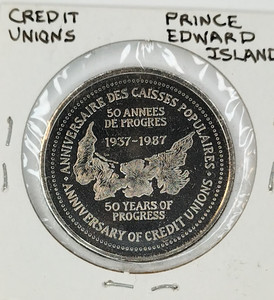 CREDIT UNIONS
PRINCE EDWARD ISLAND
ANNIVERSAIRE DES CAISSES POPULAIRES
50 ANNEES
DE PROGRES
1937-1987
50 YEARS OF
PROGRESS
ANNIVERSARY OF CREDIT UNIONS